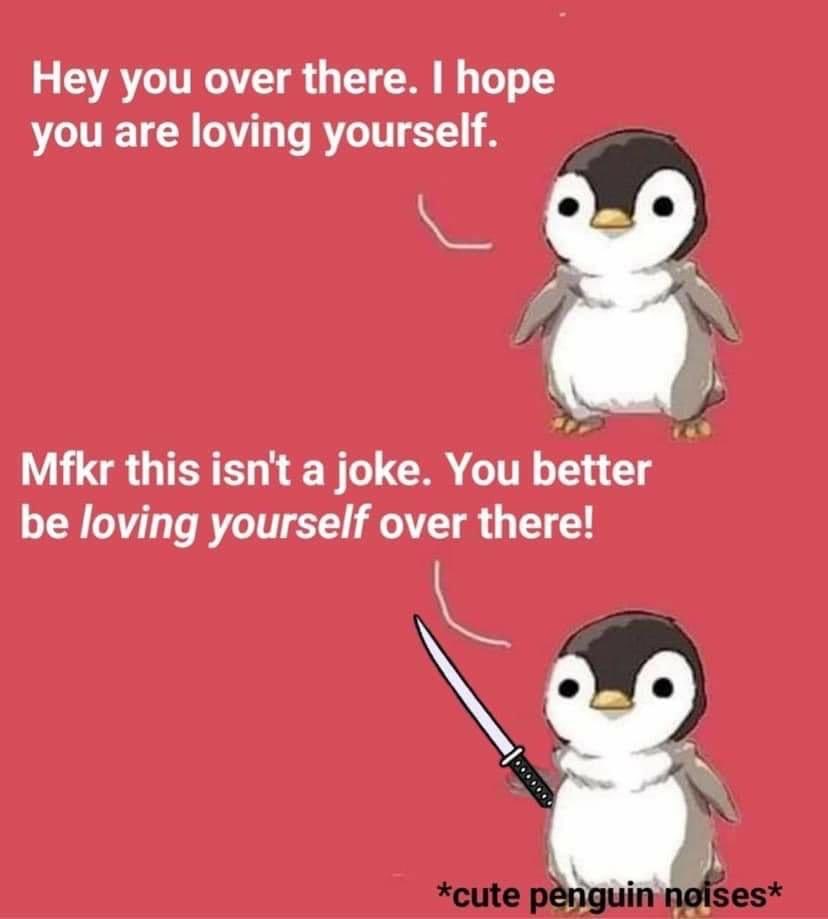 Hey you over there. I hope
you are loving yourself.
Mfkr this isn't a joke. You better
be loving yourself over there!
*cute penguin noises*